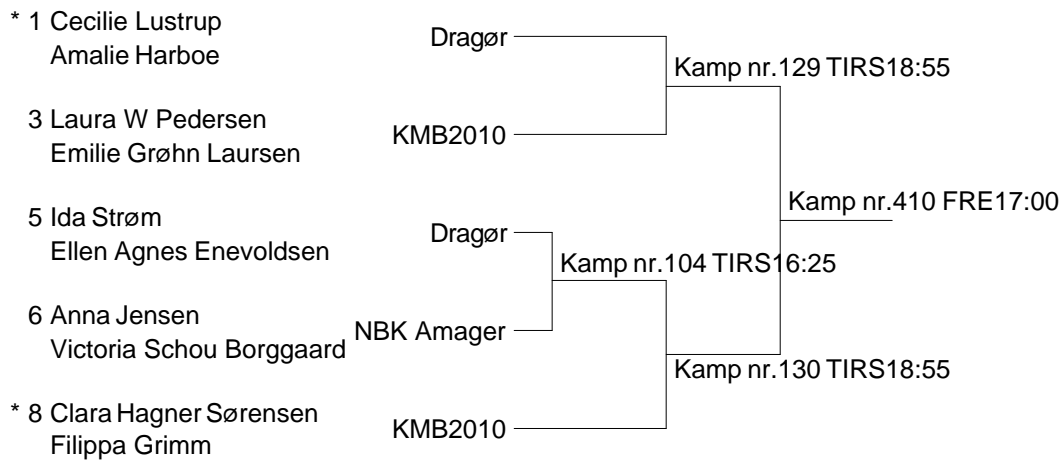 * 1 Cecilie Lustrup
Amalie Harboe
Dragør
Kamp nr.129 TIRS18:55
3 Laura W Pedersen
Emilie Grøhn Laursen
KMB2010
Kamp nr.410 FRE17:00
5 Ida Strøm
Ellen Agnes Enevoldsen
Dragør
Kamp nr.104 TIRS16:25
6 Anna Jensen
Victoria Schou Borggaard
NBK Amager
Kamp nr.130 TIRS18:55
* 8 Clara Hagner Sørensen
Filippa Grimm
KMB2010